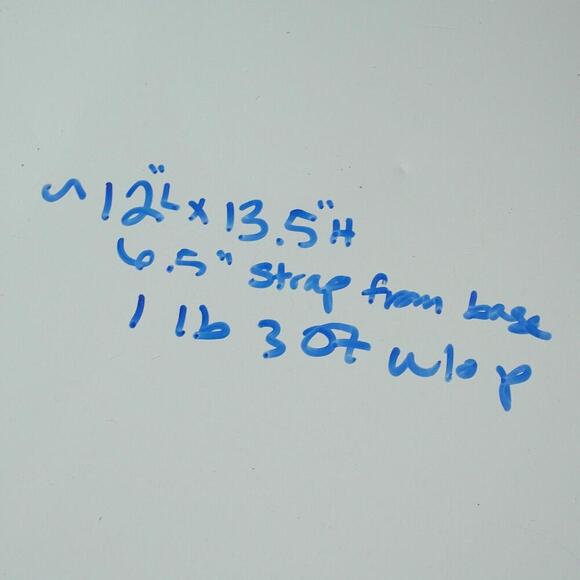 ~ 12"L x 13.5"H
6.5" strap from base
1 lb 3 oz w/o p